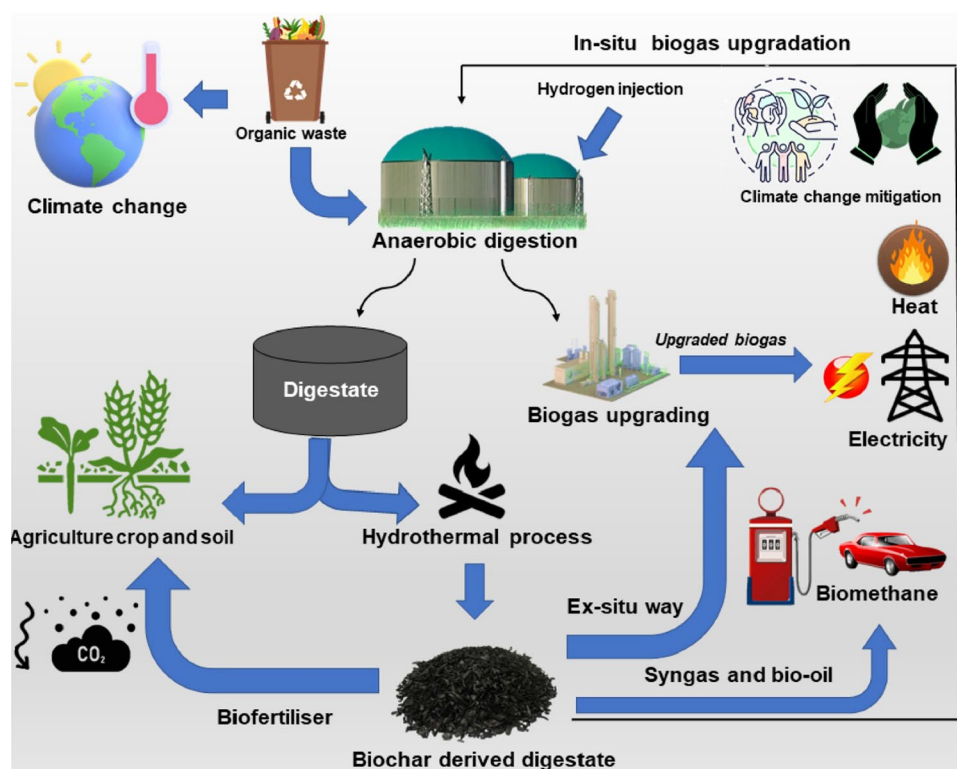 In-situ biogas upgradation
Hydrogen injection
Organic waste
Climate change
Climate change mitigation
Anaerobic digestion
Heat
Upgraded biogas
Digestate
Biogas upgrading
Electricity
Agriculture crop and soil
Hydrothermal process
Biomethane
Ex-situ way
CO₂
Syngas and bio-oil
Biofertiliser
Biochar derived digestate